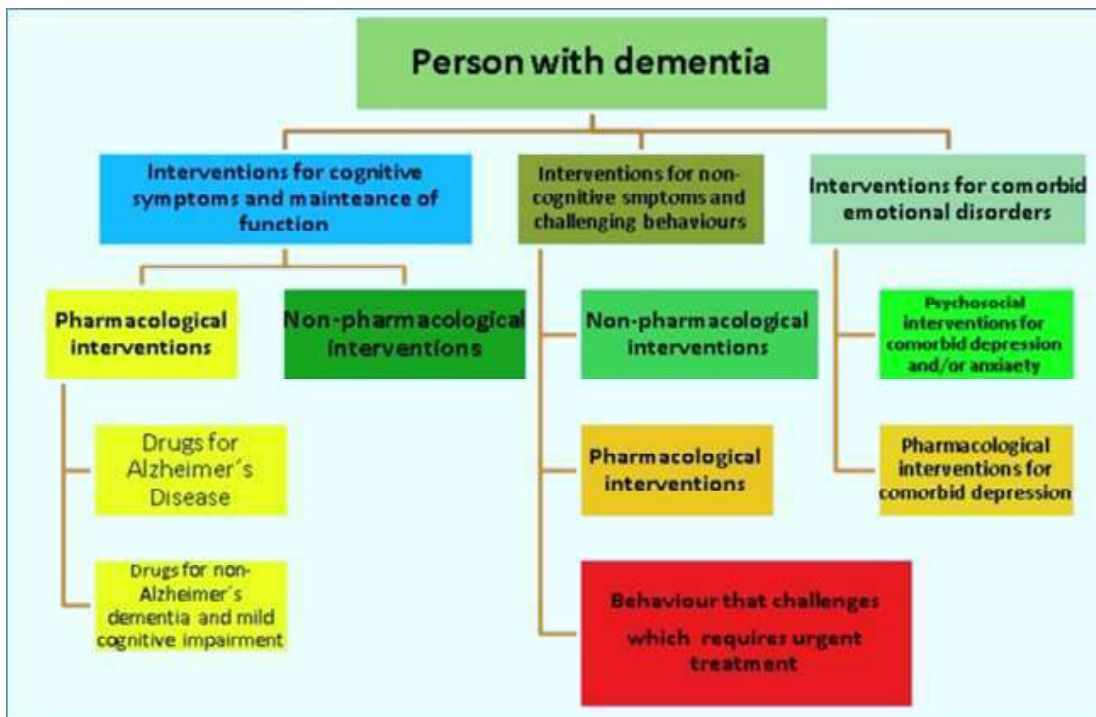 Person with dementia
Interventions for cognitive
symptoms and mainteance of
function
Interventions for non-
cognitive smptoms and
challenging behaviours
Interventions for comorbid
emotional disorders
Pharmacological
interventions
Non-pharmacological
interventions
Non-pharmacological
interventions
Psychosocial
interventions for
comorbid depression
and/or anxiaety
Drugs for
Alzheimer´s
Disease
Pharmacological
interventions
Pharmacological
interventions for
comorbid depression
Drugs for non-
Alzheimer´s
dementia and mild
cognitive impairment
Behaviour that challenges
which requires urgent
treatment